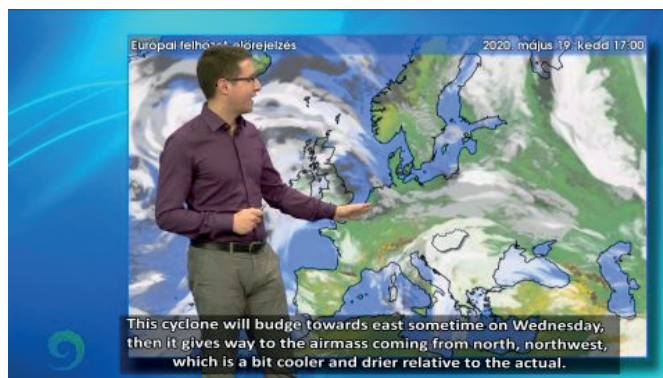 Európai felhőzet-előrejelzés
2020. május 19. kedd 17:00
This cyclone will budge towards east sometime on Wednesday,
then it gives way to the airmass coming from north, northwest,
which is a bit cooler and drier relative to the actual.